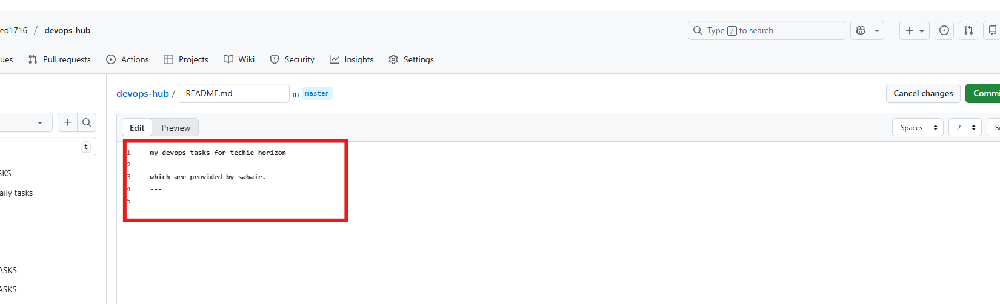 ed1716 / devops-hub
Type / to search
ues Pull requests Actions Projects Wiki Security Insights Settings
devops-hub / README.md in master
Cancel changes
Commi
t
SKS
aily tasks
ASKS
ASKS
Edit Preview
Spaces 2 So
1 my devops tasks for techie horizon
2 ---
3 which are provided by sabair.
4 ---
5